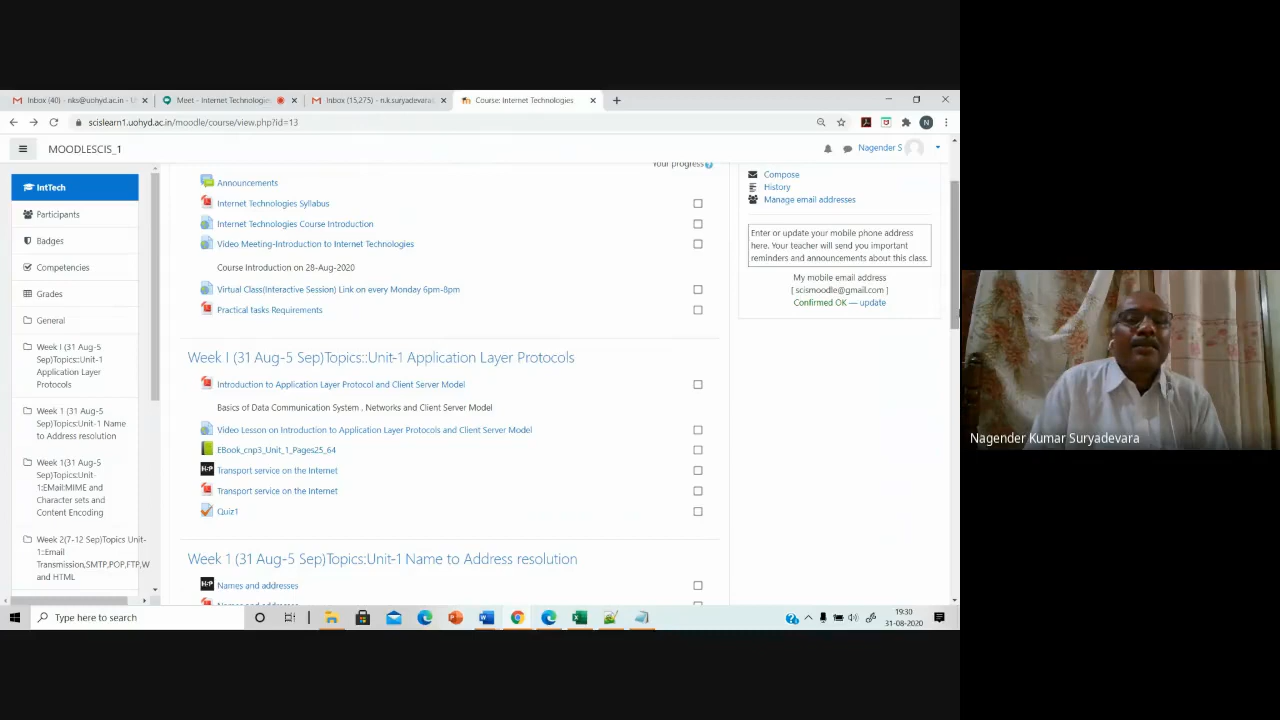 Inbox (40) - nks@uohyd.ac.in - U
Meet - Internet Technologies
Inbox (15,275) - n.k.suryadevara
Course: Internet Technologies
scislearn1.uohyd.ac.in/moodle/course/view.php?id=13
MOODLESCIS_1
Nagender S
IntTech
Participants
Badges
Competencies
Grades
General
Week I (31 Aug-5
Sep)Topics::Unit-1
Application Layer
Protocols
Week 1 (31 Aug-5
Sep)Topics:Unit-1 Name
to Address resolution
Week 1(31 Aug-5
Sep)Topics:Unit-
1:EMail:MIME and
Character sets and
Content Encoding
Week 2(7-12 Sep)Topics Unit-
1::Email
Transmission,SMTP,POP,FTP,W
and HTML
Your progress
Announcements
Internet Technologies Syllabus
Internet Technologies Course Introduction
Video Meeting-Introduction to Internet Technologies
Course Introduction on 28-Aug-2020
Virtual Class(Interactive Session) Link on every Monday 6pm-8pm
Practical tasks Requirements
Week I (31 Aug-5 Sep)Topics::Unit-1 Application Layer Protocols
Introduction to Application Layer Protocol and Client Server Model
Basics of Data Communication System , Networks and Client Server Model
Video Lesson on Introduction to Application Layer Protocols and Client Server Model
EBook_cnp3_Unit_1_Pages25_64
H5P Transport service on the Internet
Transport service on the Internet
Quiz1
Week 1 (31 Aug-5 Sep)Topics:Unit-1 Name to Address resolution
H5P Names and addresses
Names and addresses
Compose
History
Manage email addresses
Enter or update your mobile phone address
here. Your teacher will send you important
reminders and announcements about this class.
My mobile email address
[ scismoodle@gmail.com ]
Confirmed OK — update
Nagender Kumar Suryadevara
Type here to search
19:30
31-08-2020